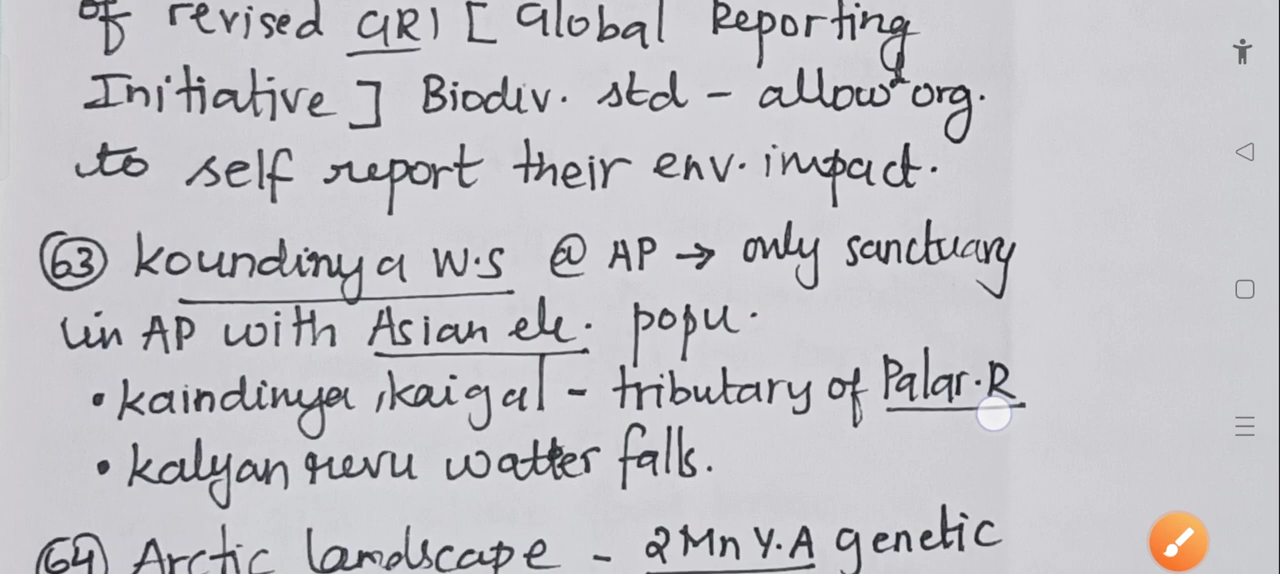 of revised GRI [ Global Reporting
Initiative ] Biodiv. std - allow org.
to self report their env. impact.
63 Koundinya W.S @ AP → only sanctuary
in AP with Asian ele. popu.
• kaindinya, kaigal - tributary of Palar.R
• kalyan revu watter falls.
64 Arctic landscape - 2Mn Y.A genetic